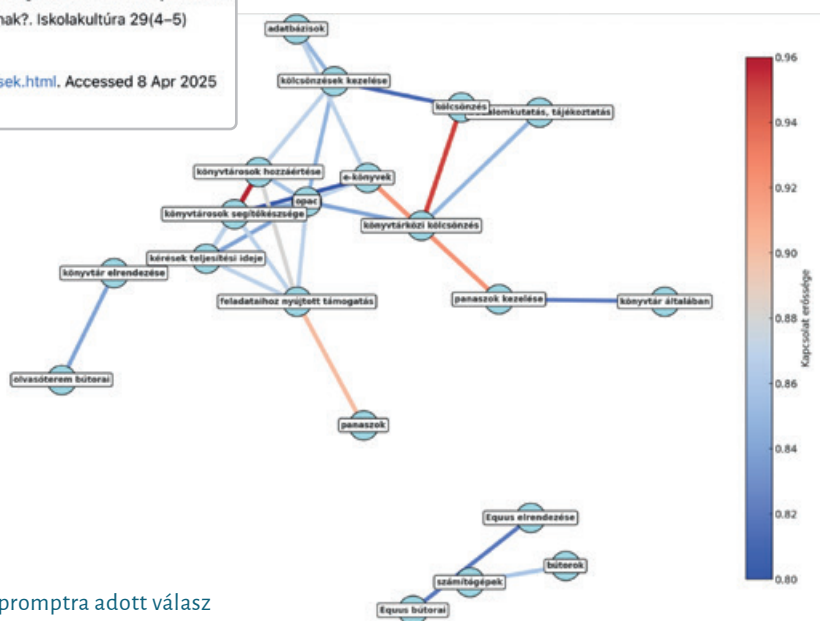 nak?. Iskolakultúra 29(4–5)
sek.html. Accessed 8 Apr 2025
adatbázisok
kölcsönzések kezelése
kölcsönzés
tájékoztatás
könyvtárosok hozzáértése
e-könyvek
opac
könyvtárosok segítőkészsége
könyvtárközi kölcsönzés
kérések teljesítési ideje
könyvtár elrendezése
feladataihoz nyújtott támogatás
panaszok kezelése
könyvtár általában
olvasóterem bútorai
panaszok
Equus elrendezése
bútorok
számítógépek
Equus bútorai
0.96
0.94
0.92
0.90
0.88
0.86
0.84
0.82
0.80
Kapcsolat erőssége
promptra adott válasz